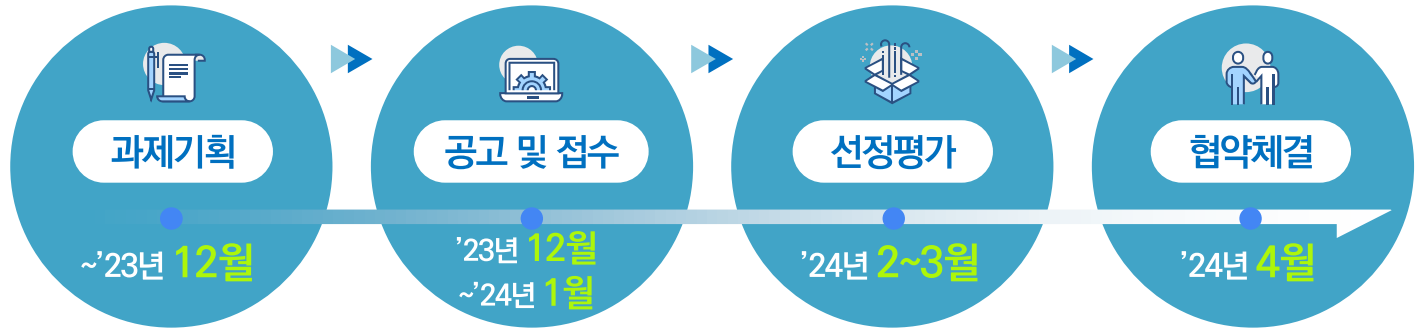 과제기획
~’23년 12월
공고 및 접수
’23년 12월
~’24년 1월
선정평가
’24년 2~3월
협약체결
’24년 4월